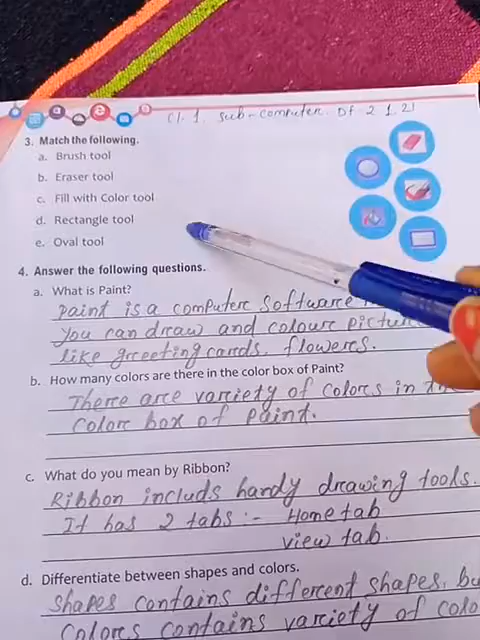 Cl. 1. Sub-Computer. Df 2.1.21
3. Match the following.
a. Brush tool
b. Eraser tool
c. Fill with Color tool
d. Rectangle tool
e. Oval tool
4. Answer the following questions.
a. What is Paint?
Paint is a computer software
You can draw and colour
like greeting cards, flowers.
b. How many colors are there in the color box of Paint?
There are variety of colors in
color box of paint.
c. What do you mean by Ribbon?
Ribbon includs handy drawing tools.
It has 2 tabs :- Home tab
view tab.
d. Differentiate between shapes and colors.
shapes contains different shapes,
colors contains variety of